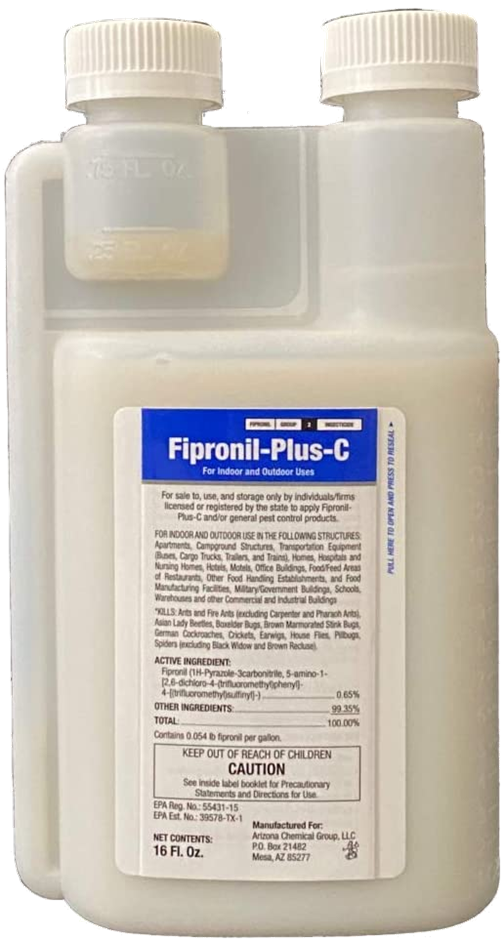 .75 FL OZ.
.25 FL OZ
FIPRONIL GROUP 2 INSECTICIDE
Fipronil-Plus-C
For Indoor and Outdoor Uses
For sale to, use, and storage only by individuals/firms
licensed or registered by the state to apply Fipronil-
Plus-C and/or general pest control products.
FOR INDOOR AND OUTDOOR USE IN THE FOLLOWING STRUCTURES:
Apartments, Campground Structures, Transportation Equipment
(Buses, Cargo Trucks, Trailers, and Trains), Homes, Hospitals and
Nursing Homes, Hotels, Motels, Office Buildings, Food/Feed Areas
of Restaurants, Other Food Handling Establishments, and Food
Manufacturing Facilities, Military/Government Buildings, Schools,
Warehouses and other Commercial and Industrial Buildings
*KILLS: Ants and Fire Ants (excluding Carpenter and Pharaoh Ants),
Asian Lady Beetles, Boxelder Bugs, Brown Marmorated Stink Bugs,
German Cockroaches, Crickets, Earwigs, House Flies, Pillbugs,
Spiders (excluding Black Widow and Brown Recluse).
ACTIVE INGREDIENT:
Fipronil (1H-Pyrazole-3carbonitrile, 5-amino-1-
[2,6-dichloro-4-(trifluoromethyl)phenyl]-
4-[(trifluoromethyl)sulfinyl]-) 0.65%
OTHER INGREDIENTS: 99.35%
TOTAL: 100.00%
Contains 0.054 lb fipronil per gallon.
KEEP OUT OF REACH OF CHILDREN
CAUTION
See inside label booklet for Precautionary
Statements and Directions for Use.
EPA Reg. No.: 55431-15
EPA Est. No.: 39578-TX-1
NET CONTENTS:
16 Fl. Oz.
Manufactured For:
Arizona Chemical Group, LLC
P.O. Box 21482
Mesa, AZ 85277
PULL HERE TO OPEN AND PRESS TO RESEAL